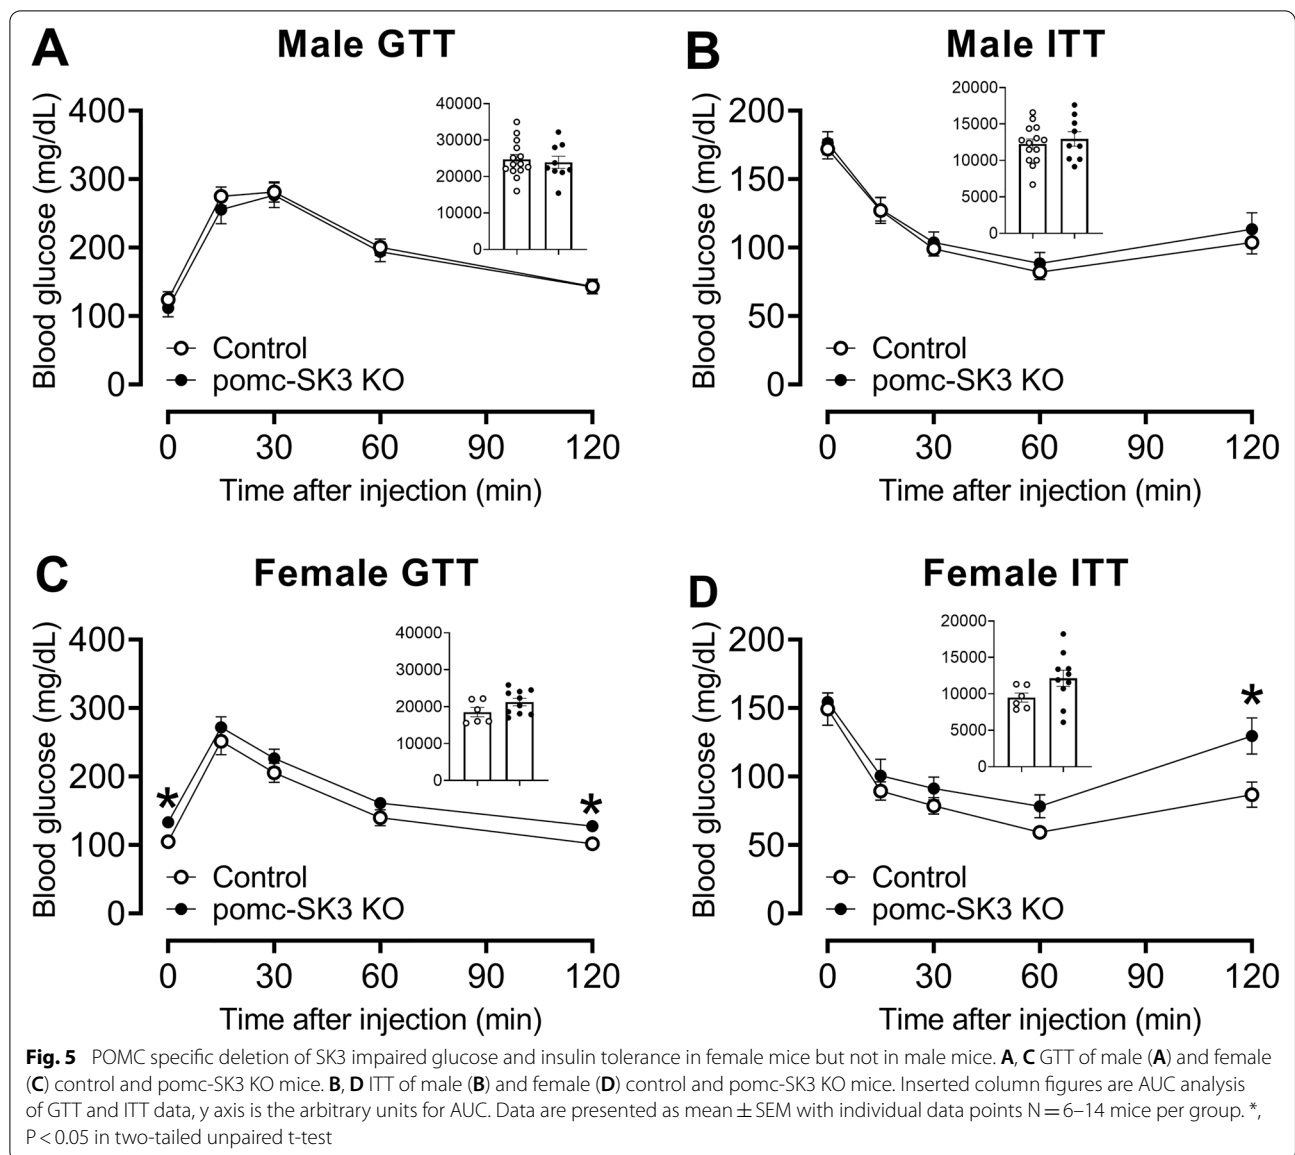 A
Male GTT
Blood glucose (mg/dL)
400
300
200
100
0
40000
30000
20000
10000
0
Control
pomc-SK3 KO
0 30 60 90 120
Time after injection (min)
B
Male ITT
Blood glucose (mg/dL)
200
150
100
50
0
20000
15000
10000
5000
0
Control
pomc-SK3 KO
0 30 60 90 120
Time after injection (min)
C
Female GTT
Blood glucose (mg/dL)
400
300
200
100
0
40000
30000
20000
10000
0
*
*
Control
pomc-SK3 KO
0 30 60 90 120
Time after injection (min)
D
Female ITT
Blood glucose (mg/dL)
200
150
100
50
0
20000
15000
10000
5000
0
*
Control
pomc-SK3 KO
0 30 60 90 120
Time after injection (min)
Fig. 5 POMC specific deletion of SK3 impaired glucose and insulin tolerance in female mice but not in male mice. A, C GTT of male (A) and female
(C) control and pomc-SK3 KO mice. B, D ITT of male (B) and female (D) control and pomc-SK3 KO mice. Inserted column figures are AUC analysis
of GTT and ITT data, y axis is the arbitrary units for AUC. Data are presented as mean ± SEM with individual data points N = 6–14 mice per group. *,
P < 0.05 in two-tailed unpaired t-test